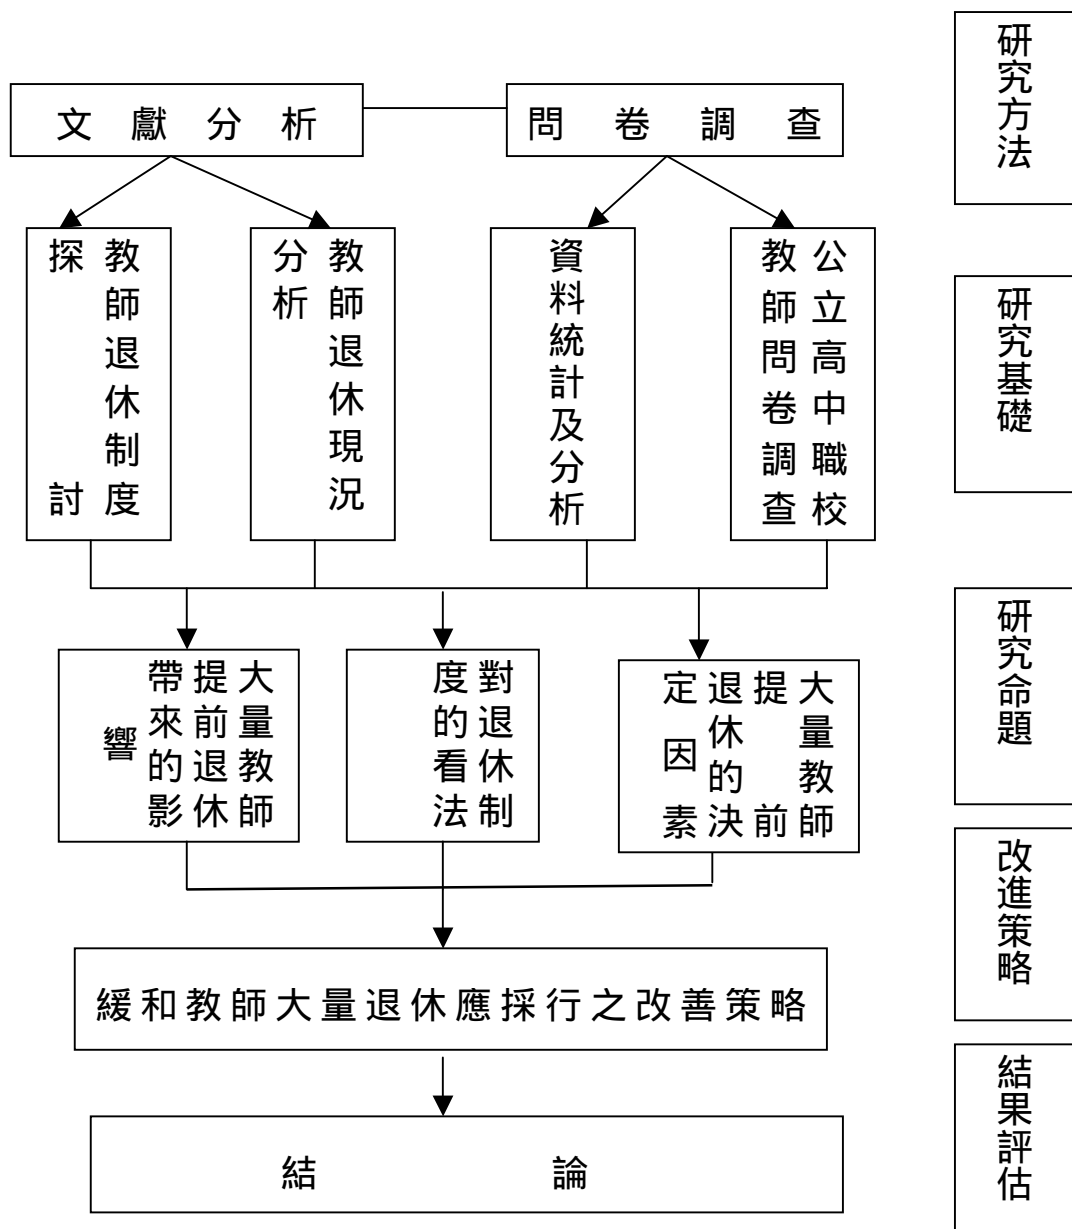 文獻分析
問卷調查
研究方法
教師退休制度
探討
教師退休現況
分析
資料統計及分析
公立高中職校
教師問卷調查
研究基礎
大量教師
提前退休
帶來的影
響
對退休制
度的看法
大量教師
提前
退休的決
定因素
研究命題
緩和教師大量退休應採行之改善策略
改進策略
結論
結果評估